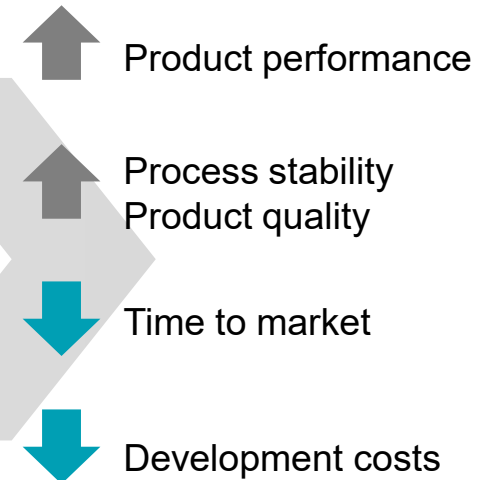 Product performance
Process stability
Product quality
Time to market
Development costs